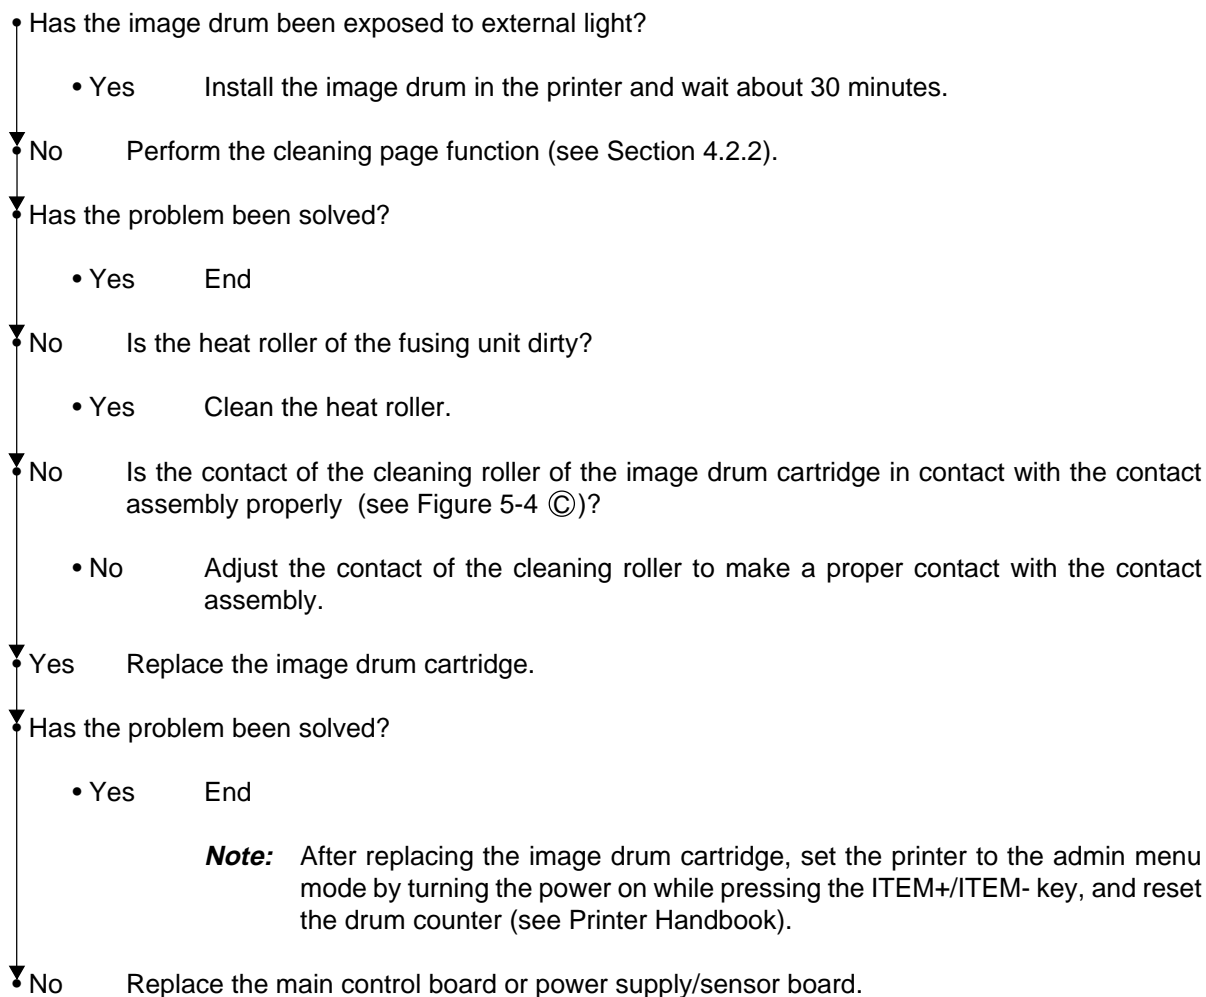 • Has the image drum been exposed to external light?
• Yes Install the image drum in the printer and wait about 30 minutes.
• No Perform the cleaning page function (see Section 4.2.2).
• Has the problem been solved?
• Yes End
• No Is the heat roller of the fusing unit dirty?
• Yes Clean the heat roller.
• No Is the contact of the cleaning roller of the image drum cartridge in contact with the contact
assembly properly (see Figure 5-4 Ⓒ)?
• No Adjust the contact of the cleaning roller to make a proper contact with the contact
assembly.
• Yes Replace the image drum cartridge.
• Has the problem been solved?
• Yes End
Note: After replacing the image drum cartridge, set the printer to the admin menu
mode by turning the power on while pressing the ITEM+/ITEM- key, and reset
the drum counter (see Printer Handbook).
• No Replace the main control board or power supply/sensor board.